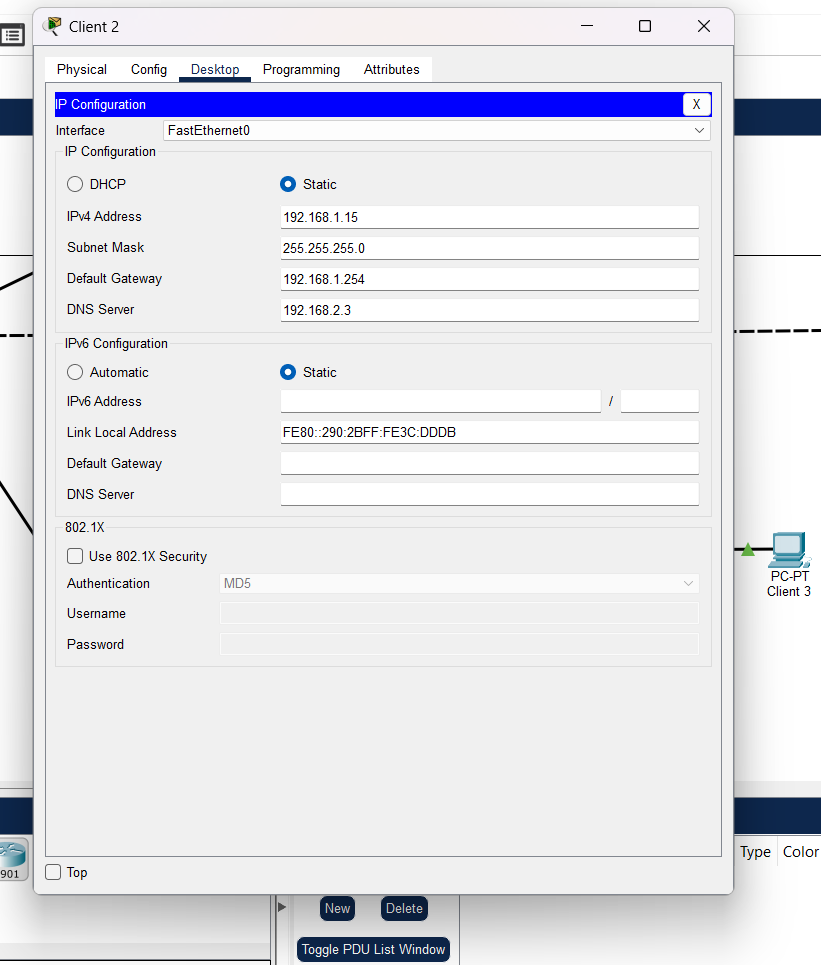 Client 2
Physical Config Desktop Programming Attributes
IP Configuration X
Interface FastEthernet0
IP Configuration
DHCP Static
IPv4 Address 192.168.1.15
Subnet Mask 255.255.255.0
Default Gateway 192.168.1.254
DNS Server 192.168.2.3
IPv6 Configuration
Automatic Static
IPv6 Address /
Link Local Address FE80::290:2BFF:FE3C:DDDB
Default Gateway
DNS Server
802.1X
Use 802.1X Security
Authentication MD5
Username
Password
PC-PT
Client 3
Top
901
Type Color
New Delete
Toggle PDU List Window